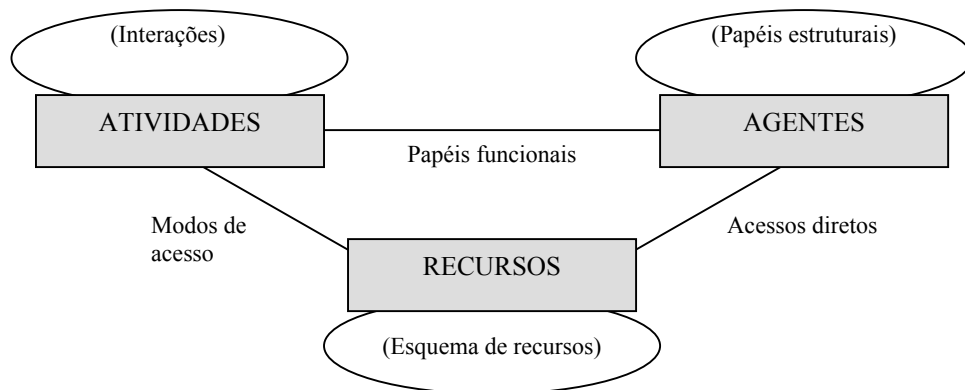 (Interações)
(Papéis estruturais)
ATIVIDADES
AGENTES
Papéis funcionais
Modos de
acesso
Acessos diretos
RECURSOS
(Esquema de recursos)